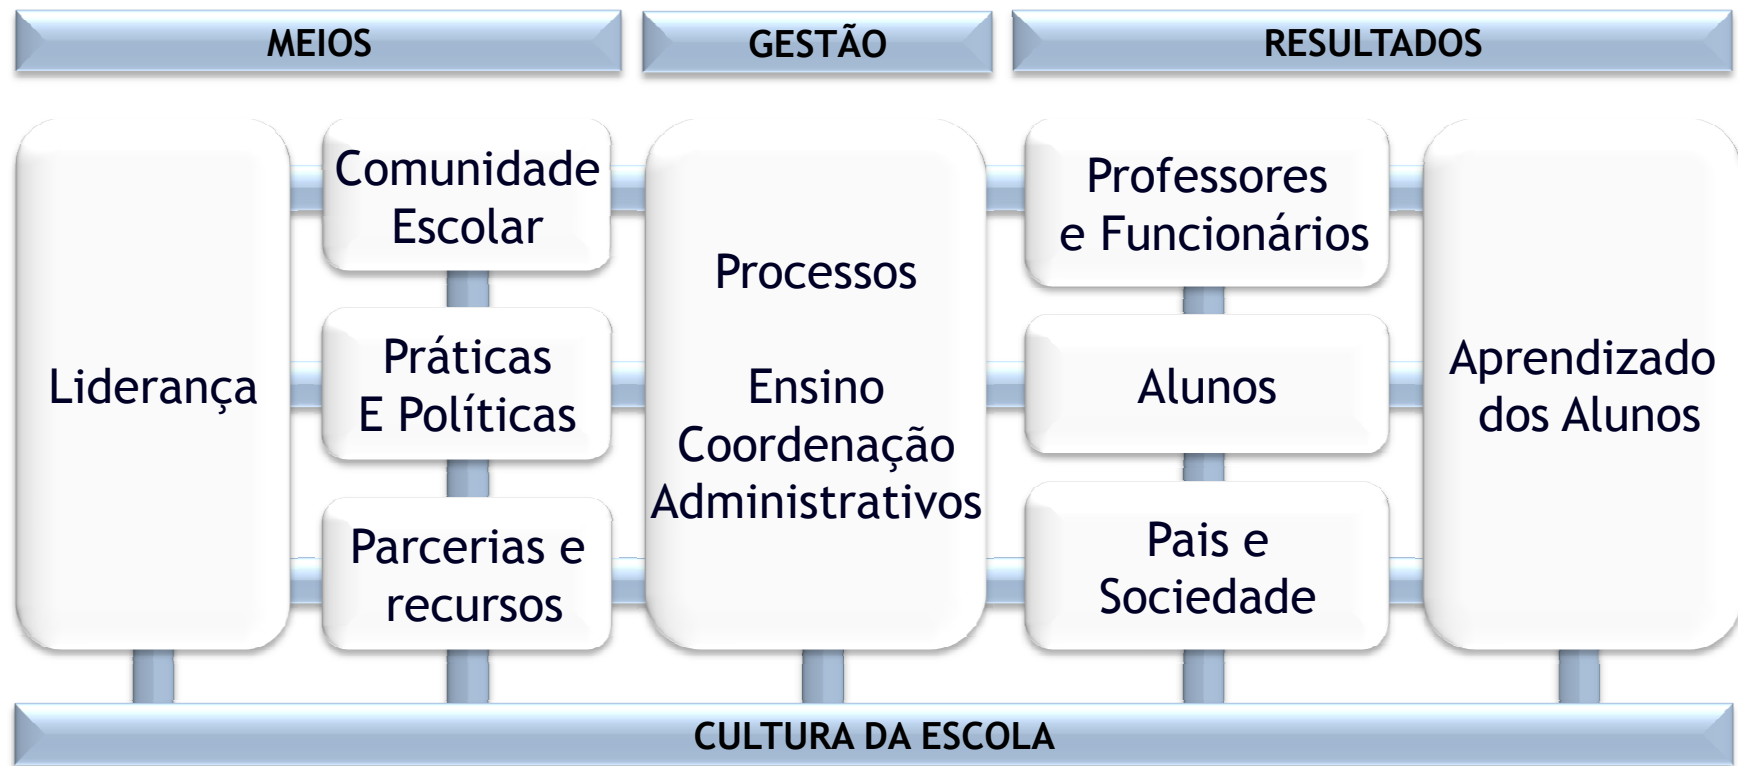 MEIOS
GESTÃO
RESULTADOS
Liderança
Comunidade
Escolar
Práticas
E Políticas
Parcerias e
recursos
Processos
Ensino
Coordenação
Administrativos
Professores
e Funcionários
Alunos
Pais e
Sociedade
Aprendizado
dos Alunos
CULTURA DA ESCOLA